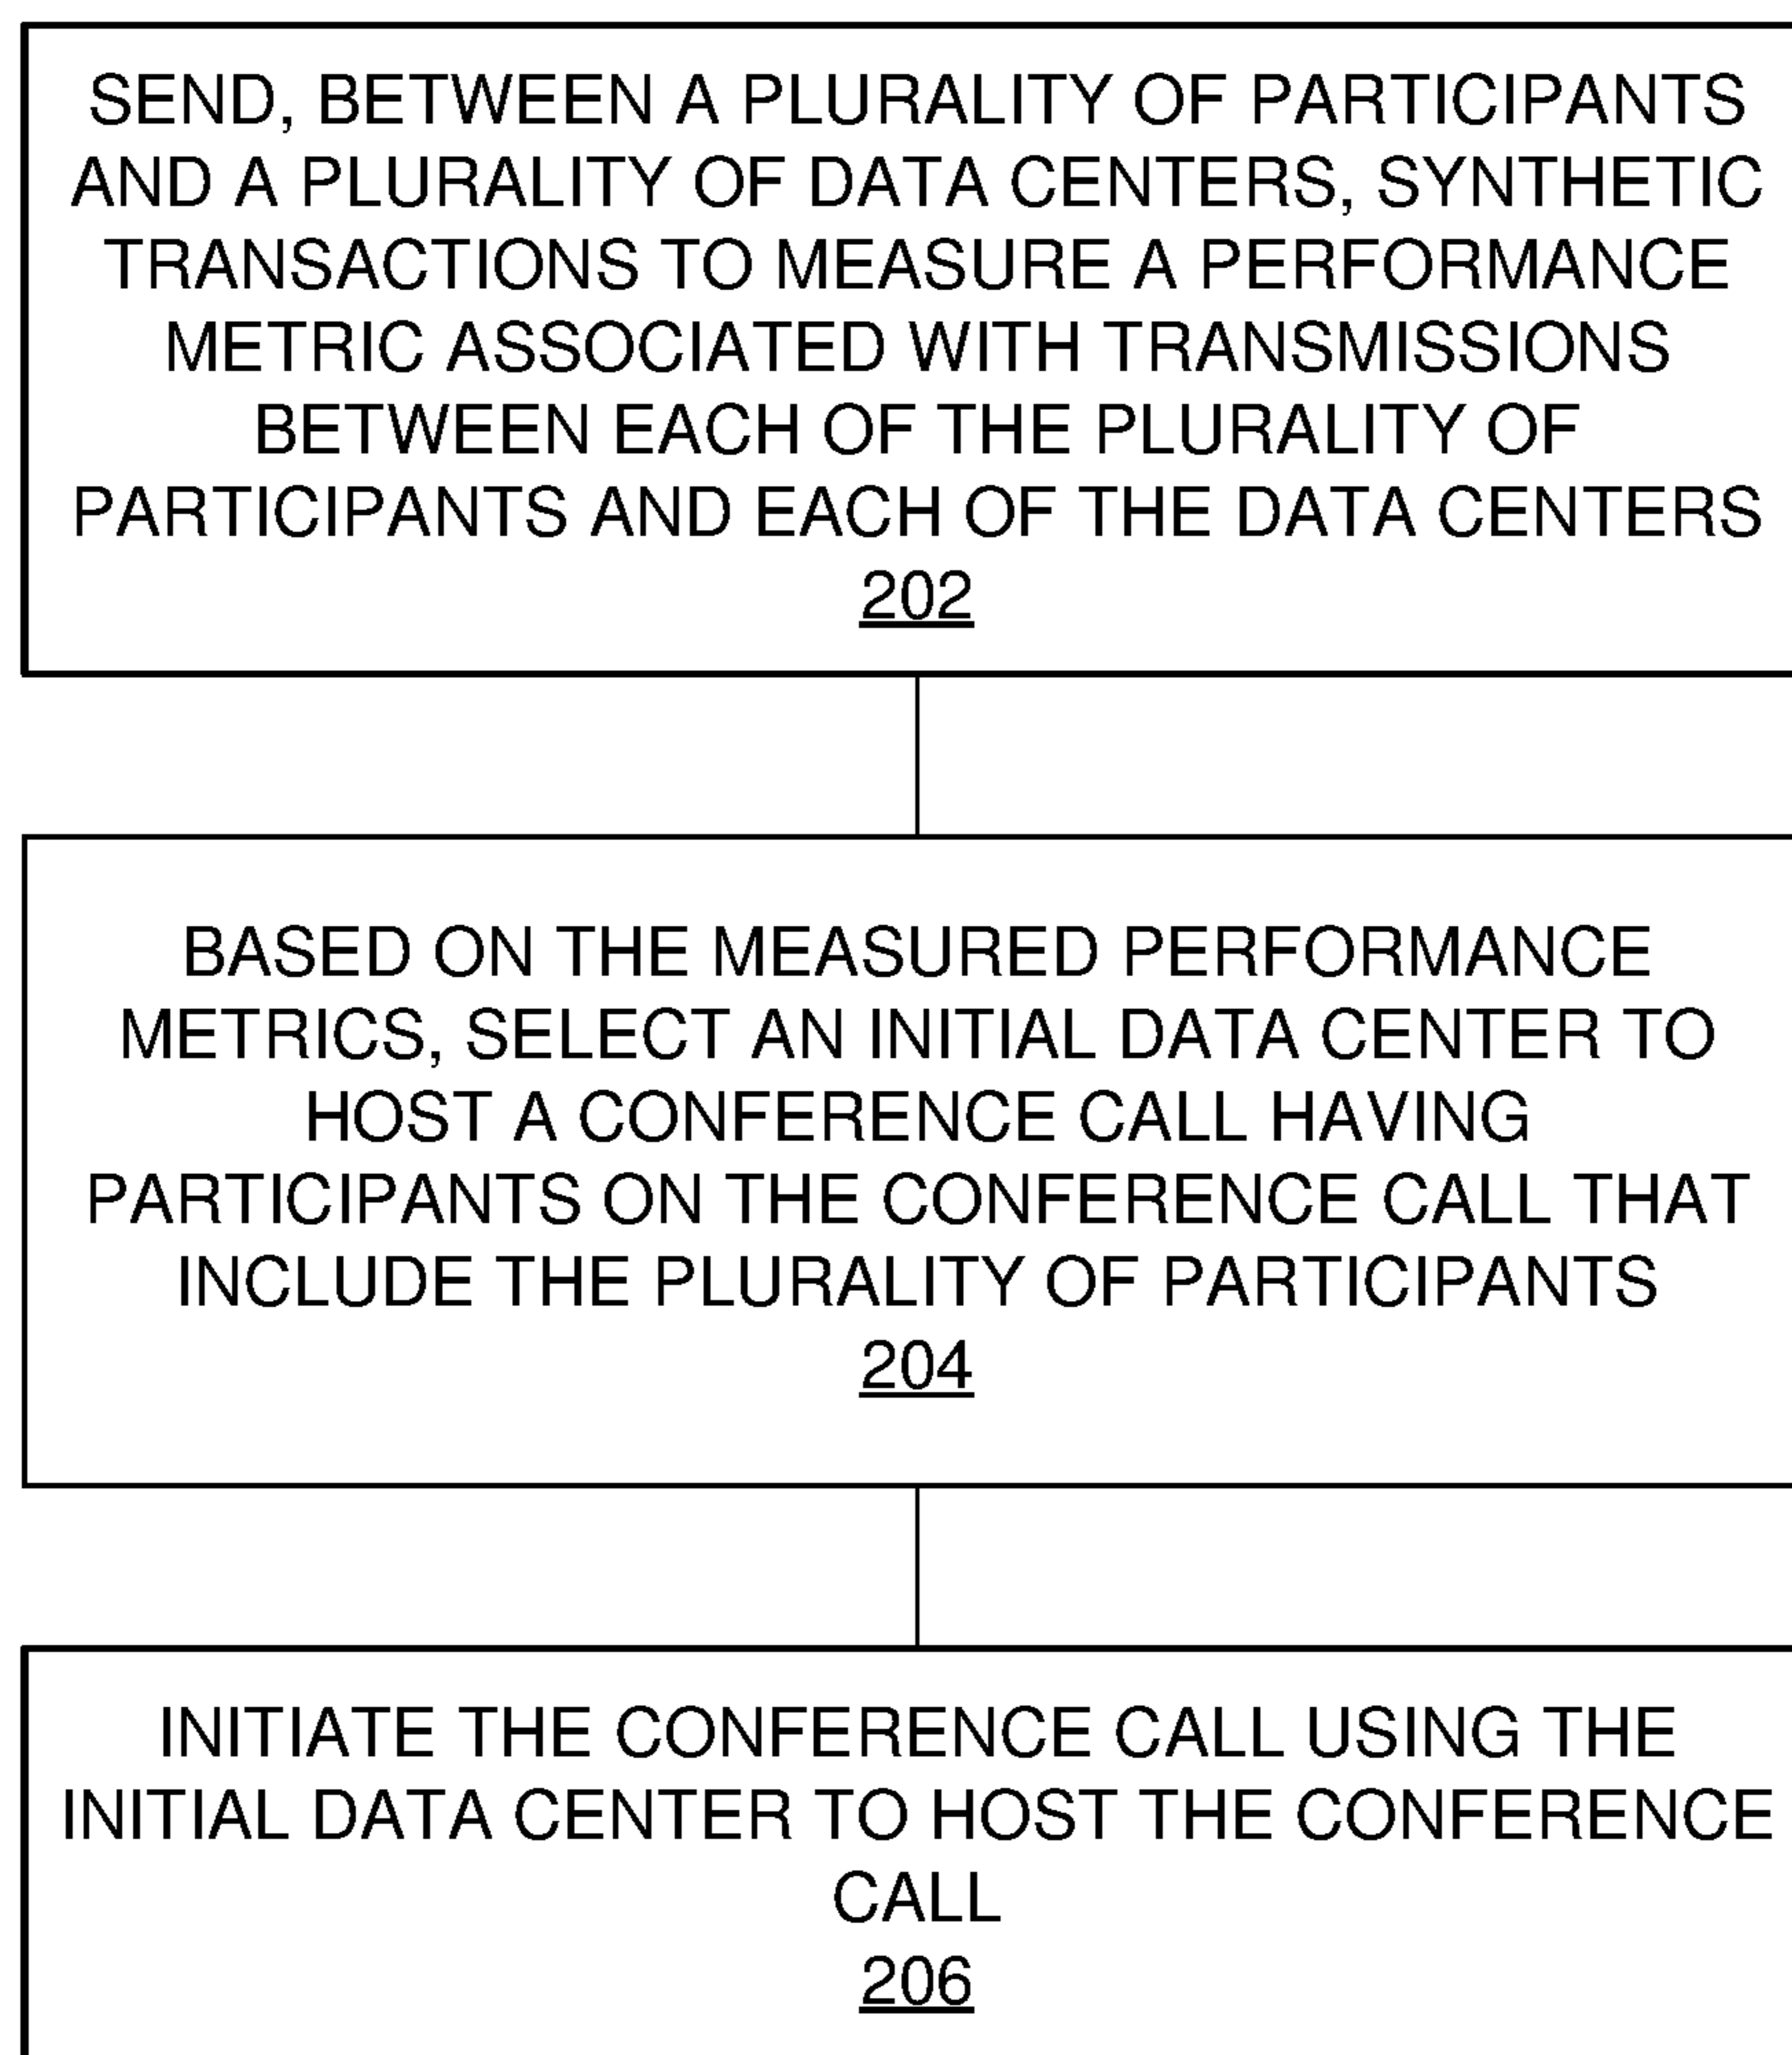 SEND, BETWEEN A PLURALITY OF PARTICIPANTS
AND A PLURALITY OF DATA CENTERS, SYNTHETIC
TRANSACTIONS TO MEASURE A PERFORMANCE
METRIC ASSOCIATED WITH TRANSMISSIONS
BETWEEN EACH OF THE PLURALITY OF
PARTICIPANTS AND EACH OF THE DATA CENTERS
202
BASED ON THE MEASURED PERFORMANCE
METRICS, SELECT AN INITIAL DATA CENTER TO
HOST A CONFERENCE CALL HAVING
PARTICIPANTS ON THE CONFERENCE CALL THAT
INCLUDE THE PLURALITY OF PARTICIPANTS
204
INITIATE THE CONFERENCE CALL USING THE
INITIAL DATA CENTER TO HOST THE CONFERENCE
CALL
206